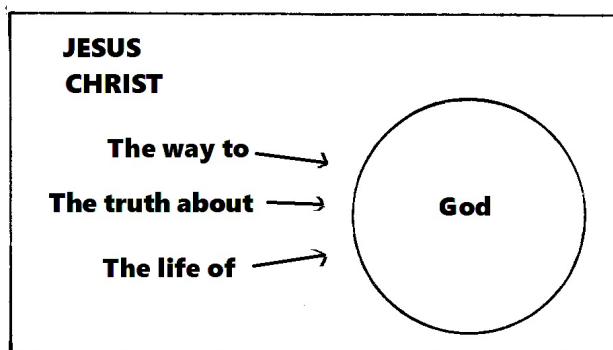 JESUS
CHRIST
The way to
The truth about
God
The life of